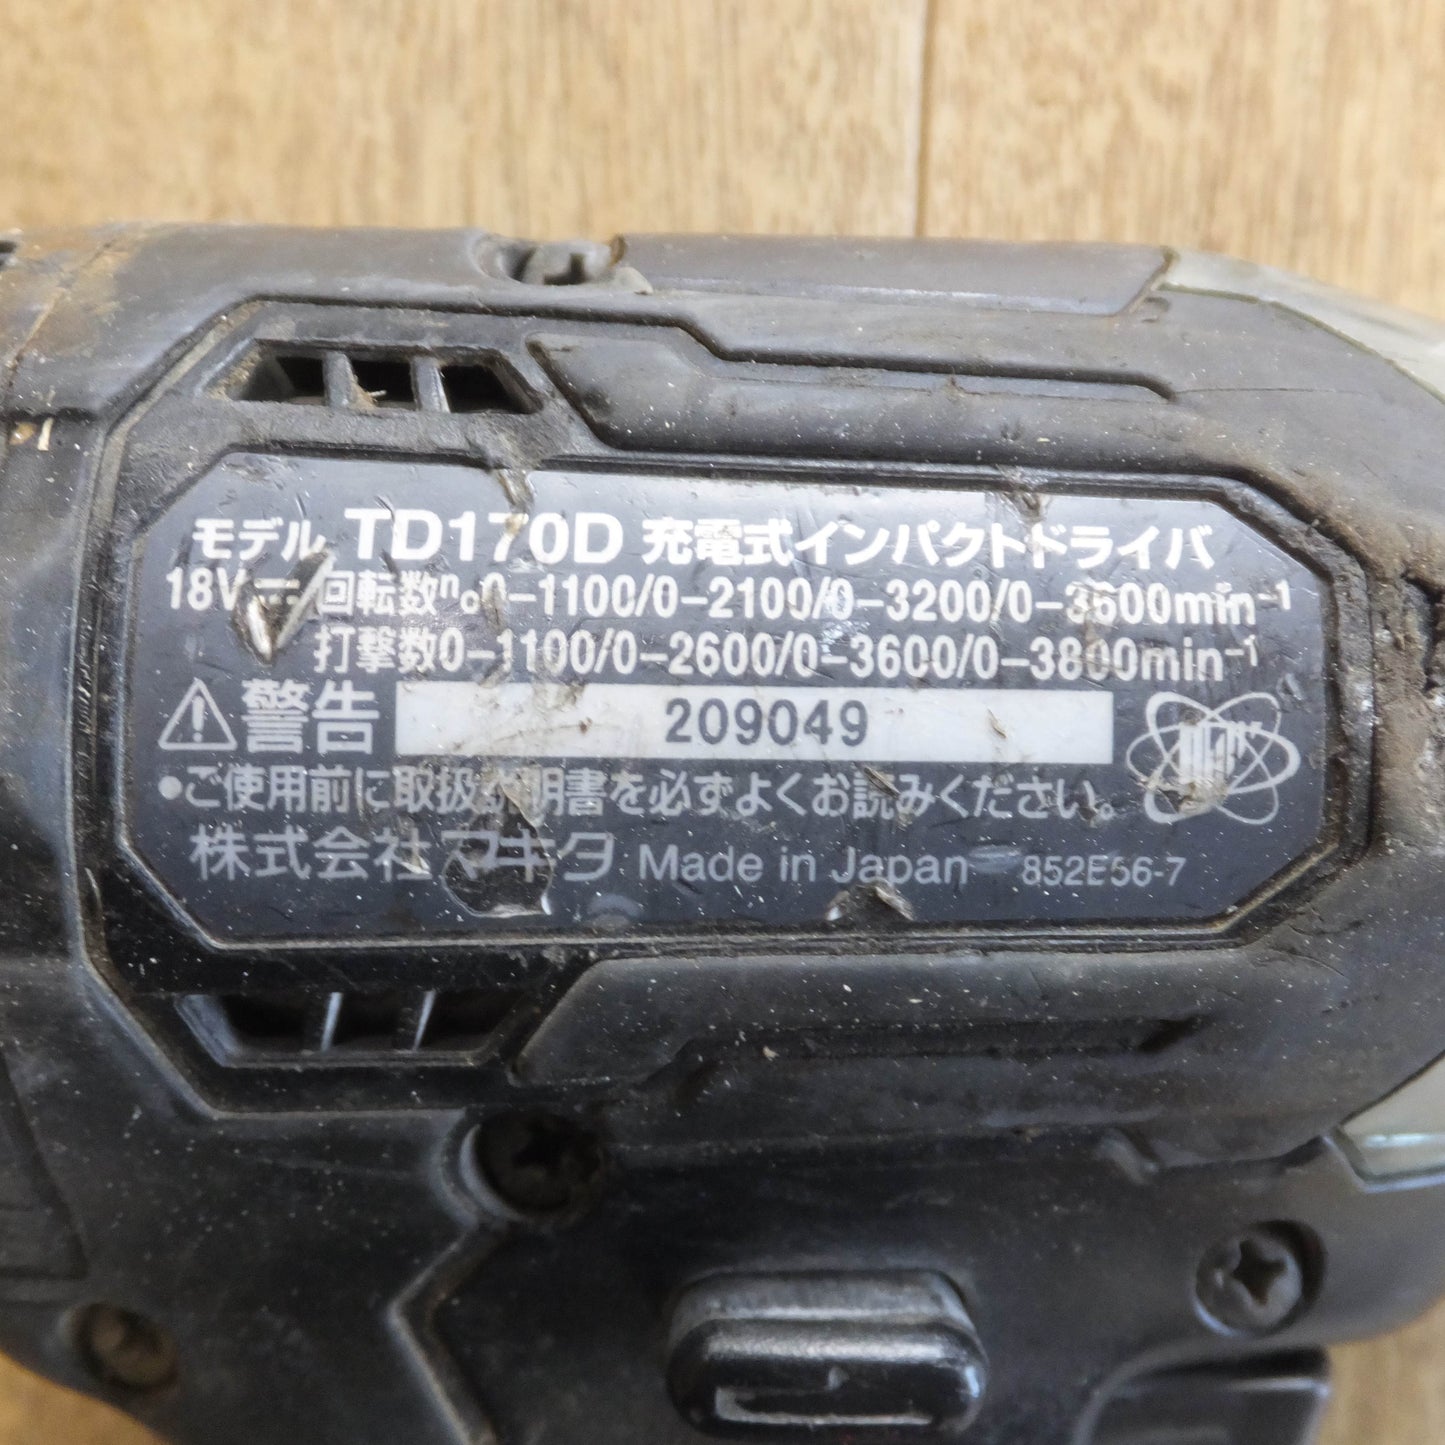 モデル TD170D 充電式インパクトドライバ
18V⎓ 回転数n₀0-1100/0-2100/0-3200/0-3600min⁻¹
打撃数0-1100/0-2600/0-3600/0-3800min⁻¹
⚠警告 209049
●ご使用前に取扱説明書を必ずよくお読みください。
株式会社マキタ Made in Japan 852E56-7